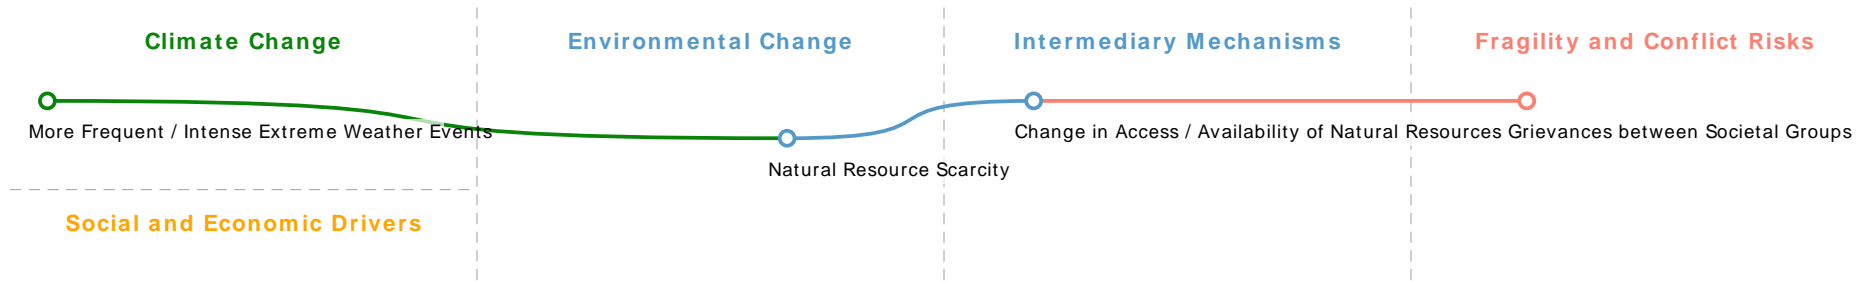 Climate Change
Environmental Change
Intermediary Mechanisms
Fragility and Conflict Risks
More Frequent / Intense Extreme Weather Events
Change in Access / Availability of Natural Resources
Grievances between Societal Groups
Natural Resource Scarcity
Social and Economic Drivers